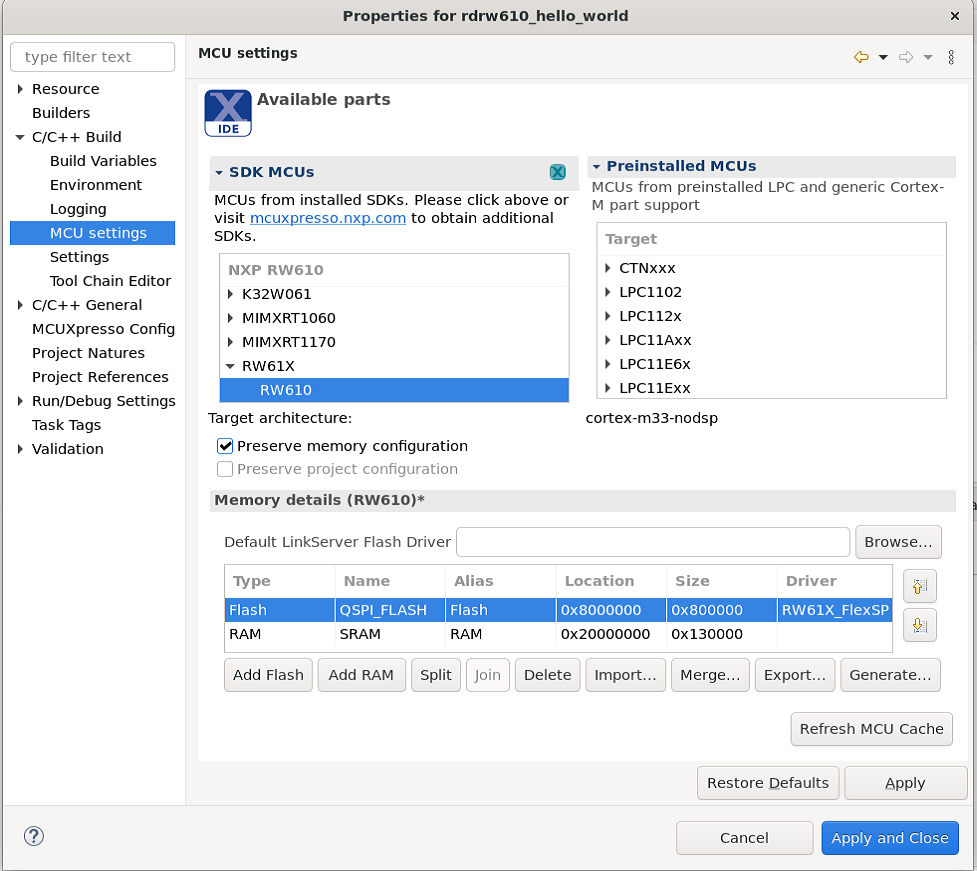 Properties for rdrw610_hello_world
type filter text
Resource
Builders
C/C++ Build
Build Variables
Environment
Logging
MCU settings
Settings
Tool Chain Editor
C/C++ General
MCUXpresso Config
Project Natures
Project References
Run/Debug Settings
Task Tags
Validation
MCU settings
IDE
Available parts
SDK MCUs
MCUs from installed SDKs. Please click above or
visit mcuxpresso.nxp.com to obtain additional
SDKs.
NXP RW610
K32W061
MIMXRT1060
MIMXRT1170
RW61X
RW610
Preinstalled MCUs
MCUs from preinstalled LPC and generic Cortex-
M part support
Target
CTNxxx
LPC1102
LPC112x
LPC11Axx
LPC11E6x
LPC11Exx
Target architecture: cortex-m33-nodsp
Preserve memory configuration
Preserve project configuration
Memory details (RW610)*
Default LinkServer Flash Driver Browse...
Type Name Alias Location Size Driver
Flash QSPI_FLASH Flash 0x8000000 0x800000 RW61X_FlexSP
RAM SRAM RAM 0x20000000 0x130000
Add Flash Add RAM Split Join Delete Import... Merge... Export... Generate...
Refresh MCU Cache
Restore Defaults Apply
? Cancel Apply and Close